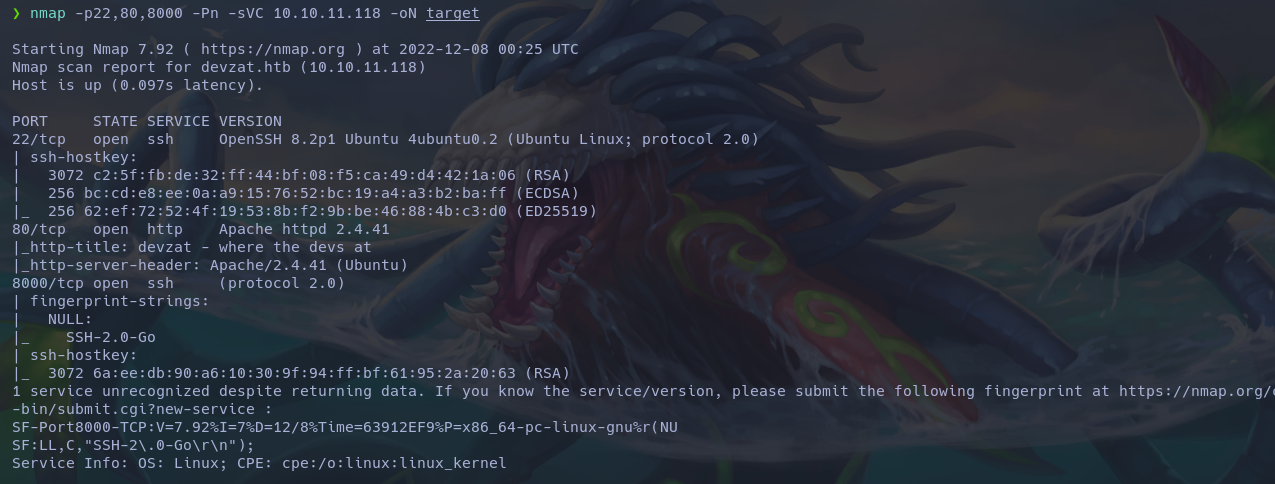 ❯ nmap -p22,80,8000 -Pn -sVC 10.10.11.118 -oN target
Starting Nmap 7.92 ( https://nmap.org ) at 2022-12-08 00:25 UTC
Nmap scan report for devzat.htb (10.10.11.118)
Host is up (0.097s latency).
PORT     STATE SERVICE VERSION
22/tcp   open  ssh     OpenSSH 8.2p1 Ubuntu 4ubuntu0.2 (Ubuntu Linux; protocol 2.0)
| ssh-hostkey:
|   3072 c2:5f:fb:de:32:ff:44:bf:08:f5:ca:49:d4:42:1a:06 (RSA)
|   256 bc:cd:e8:ee:0a:a9:15:76:52:bc:19:a4:a3:b2:ba:ff (ECDSA)
|_  256 62:ef:72:52:4f:19:53:8b:f2:9b:be:46:88:4b:c3:d0 (ED25519)
80/tcp   open  http    Apache httpd 2.4.41
|_http-title: devzat - where the devs at
|_http-server-header: Apache/2.4.41 (Ubuntu)
8000/tcp open  ssh     (protocol 2.0)
| fingerprint-strings:
|   NULL:
|_    SSH-2.0-Go
| ssh-hostkey:
|_  3072 6a:ee:db:90:a6:10:30:9f:94:ff:bf:61:95:2a:20:63 (RSA)
1 service unrecognized despite returning data. If you know the service/version, please submit the following fingerprint at https://nmap.org/c
-bin/submit.cgi?new-service :
SF-Port8000-TCP:V=7.92%I=7%D=12/8%Time=63912EF9%P=x86_64-pc-linux-gnu%r(NU
SF:LL,C,"SSH-2\.0-Go\r\n");
Service Info: OS: Linux; CPE: cpe:/o:linux:linux_kernel